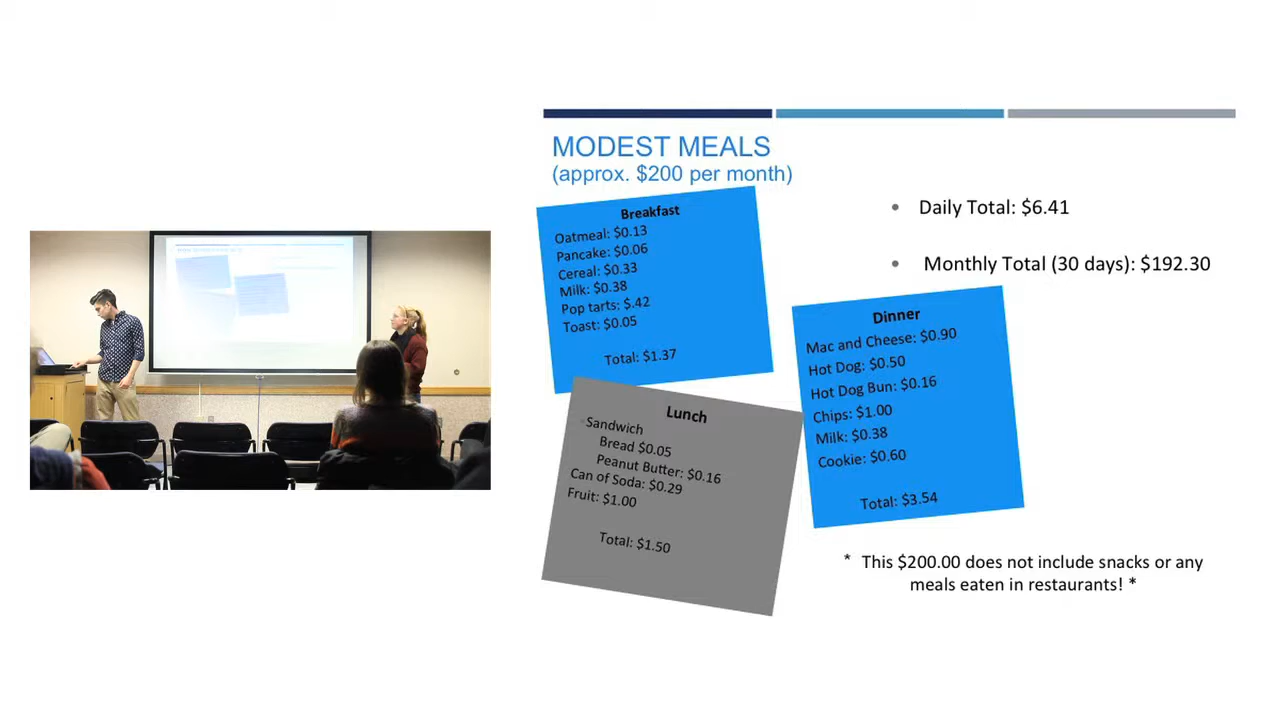 MODEST MEALS
(approx. $200 per month)
Breakfast
Oatmeal: $0.13
Pancake: $0.06
Cereal: $0.33
Milk: $0.38
Pop tarts: $.42
Toast: $0.05
Total: $1.37
Lunch
Sandwich
Bread $0.05
Peanut Butter: $0.16
Can of Soda: $0.29
Fruit: $1.00
Total: $1.50
Dinner
Mac and Cheese: $0.90
Hot Dog: $0.50
Hot Dog Bun: $0.16
Chips: $1.00
Milk: $0.38
Cookie: $0.60
Total: $3.54
• Daily Total: $6.41
• Monthly Total (30 days): $192.30
* This $200.00 does not include snacks or any
meals eaten in restaurants! *